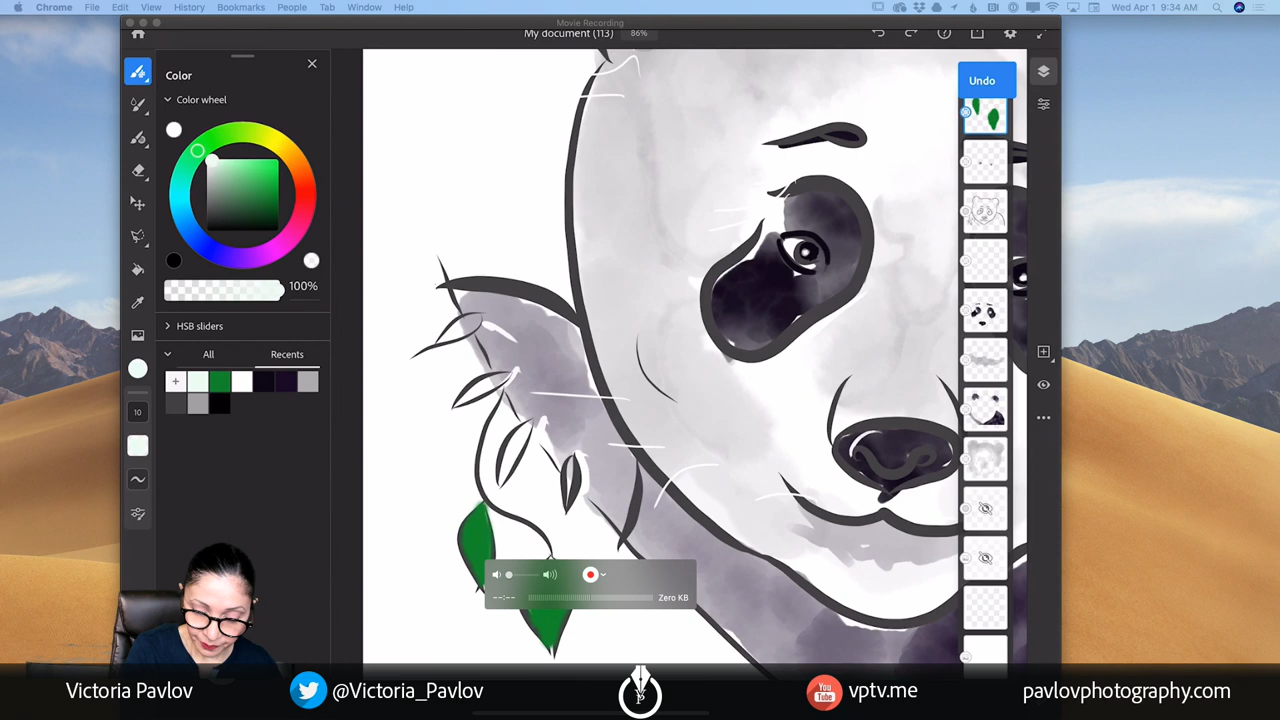 Chrome File Edit View History Bookmarks People Tab Window Help
Wed Apr 1 9:34 AM
Movie Recording
My document (113) 86%
Color
Undo
Color wheel
100%
HSB sliders
All Recents
10
--:-- Zero KB
Victoria Pavlov @Victoria_Pavlov You Tube vptv.me pavlovphotography.com